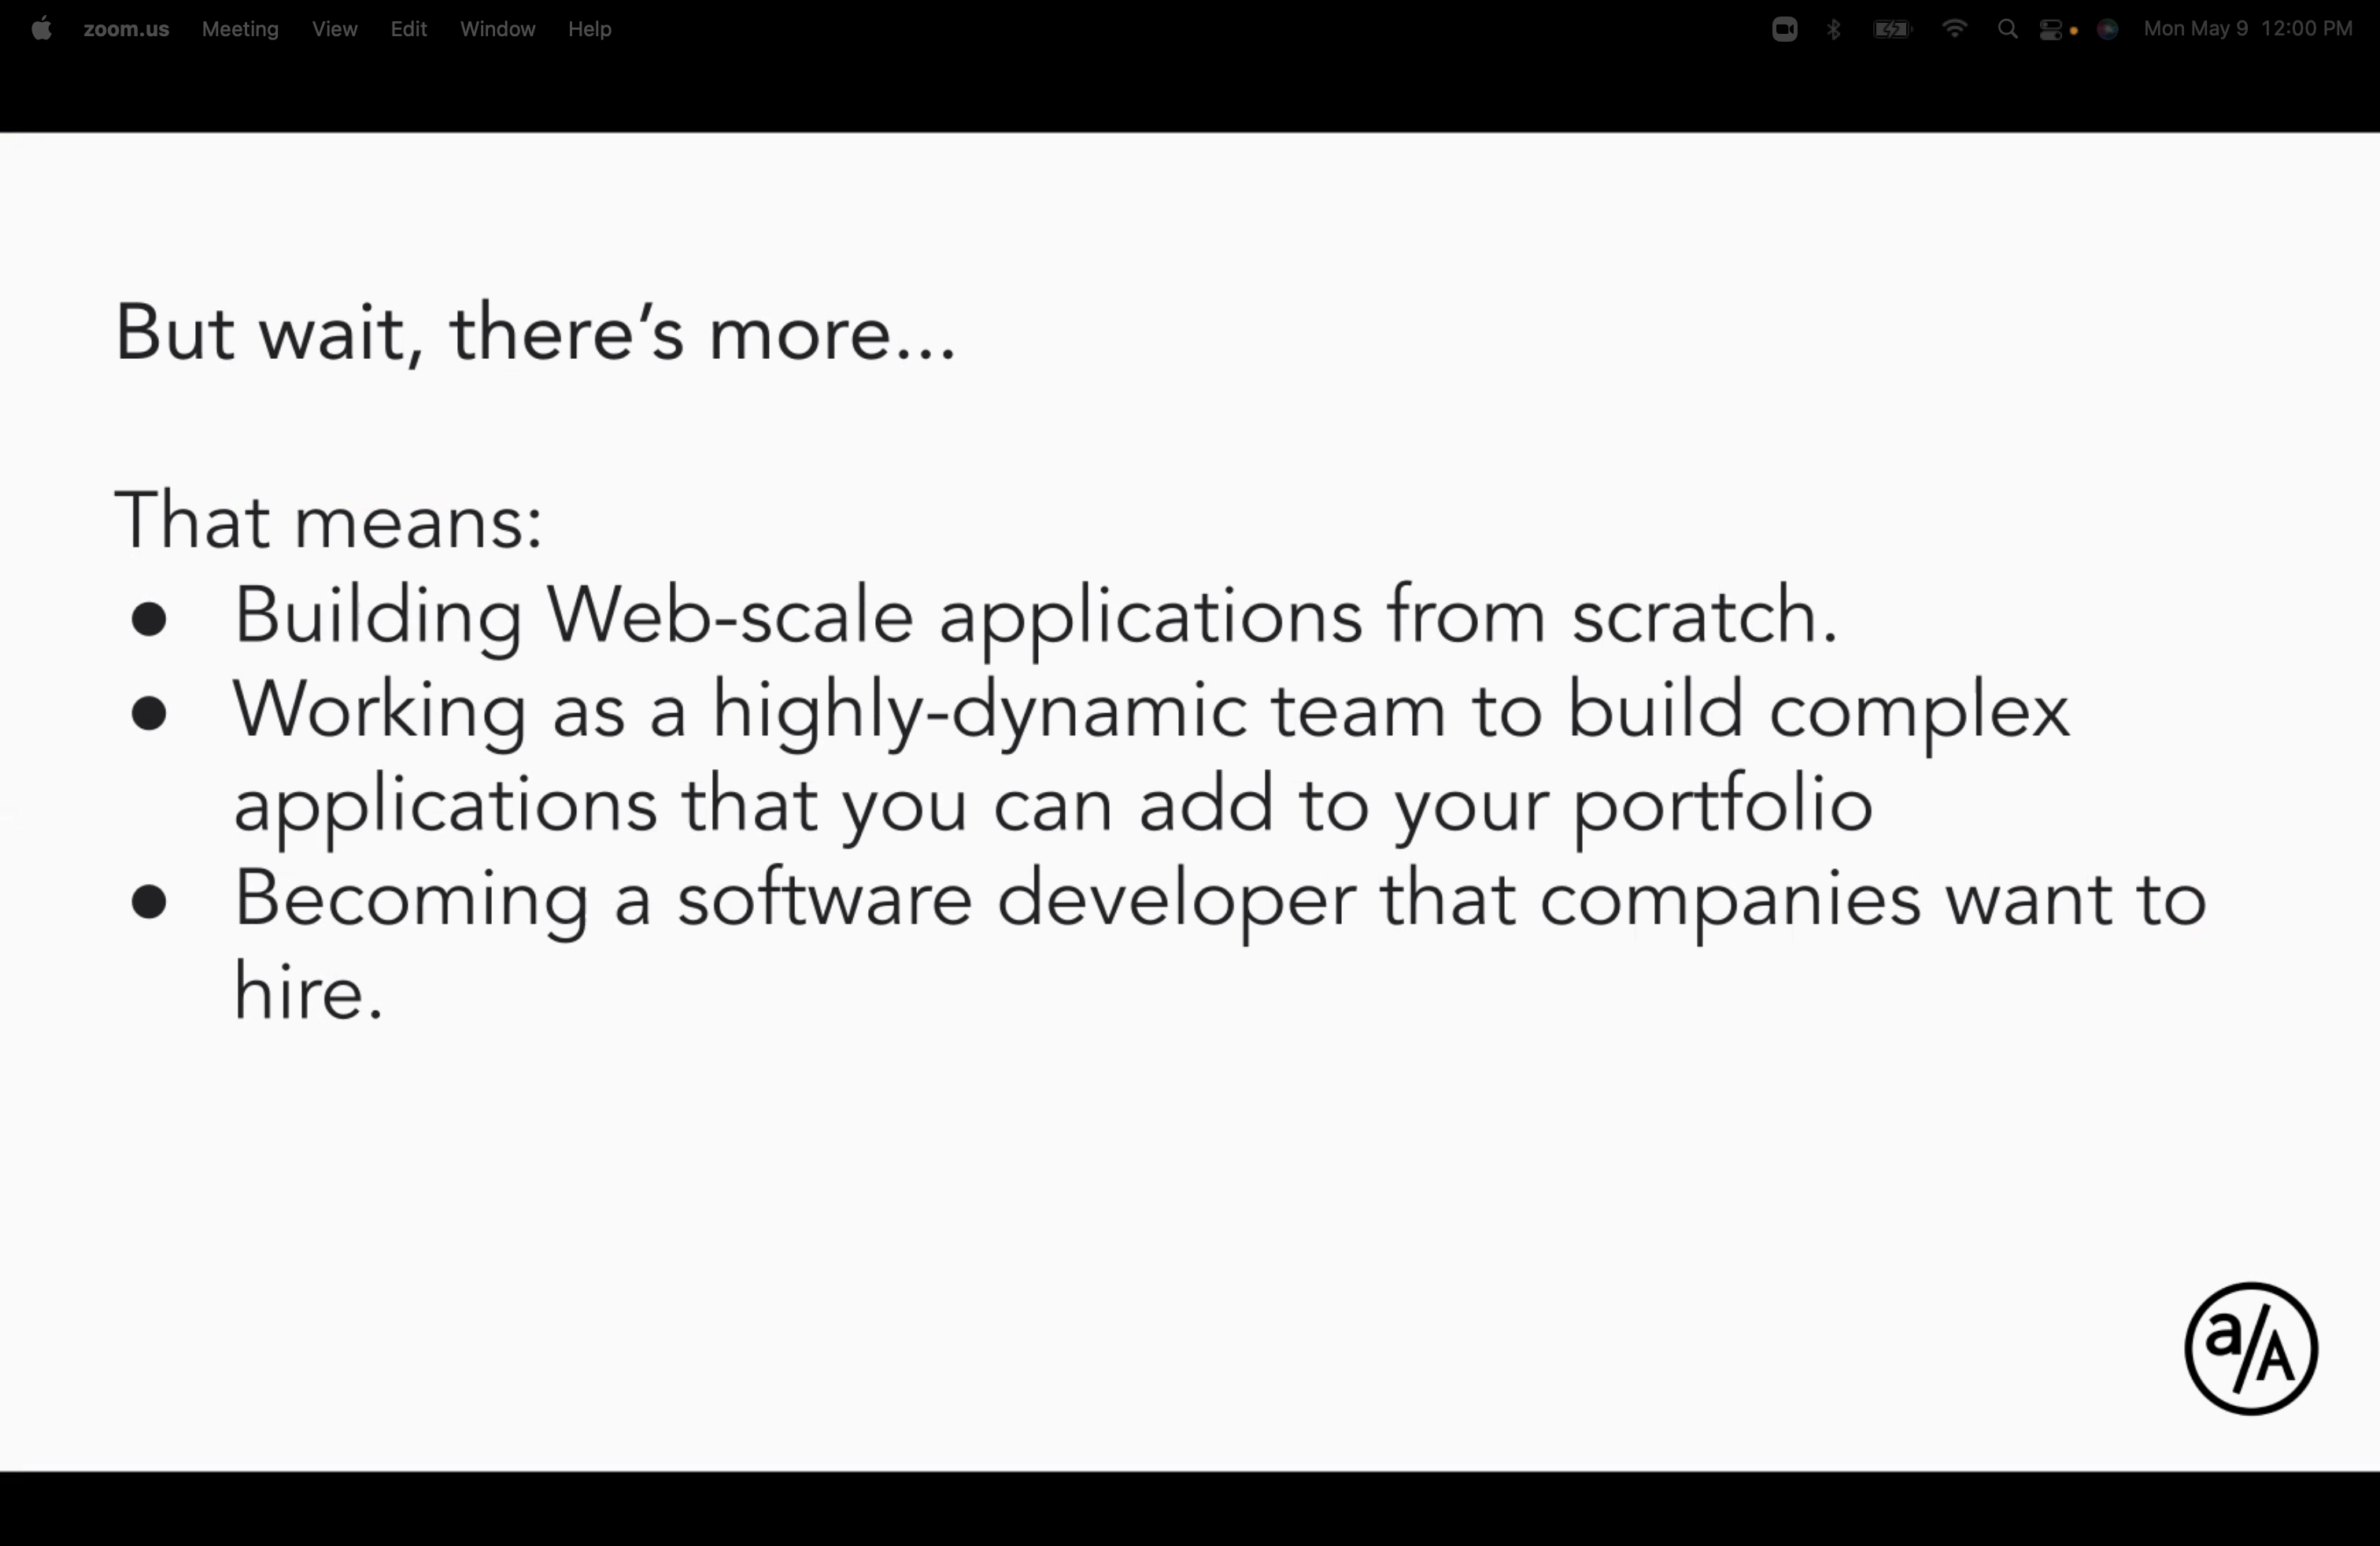 zoom.us Meeting View Edit Window Help Mon May 9 12:00 PM
But wait, there’s more...
That means:
● Building Web-scale applications from scratch.
● Working as a highly-dynamic team to build complex
applications that you can add to your portfolio
● Becoming a software developer that companies want to
hire.
a/A